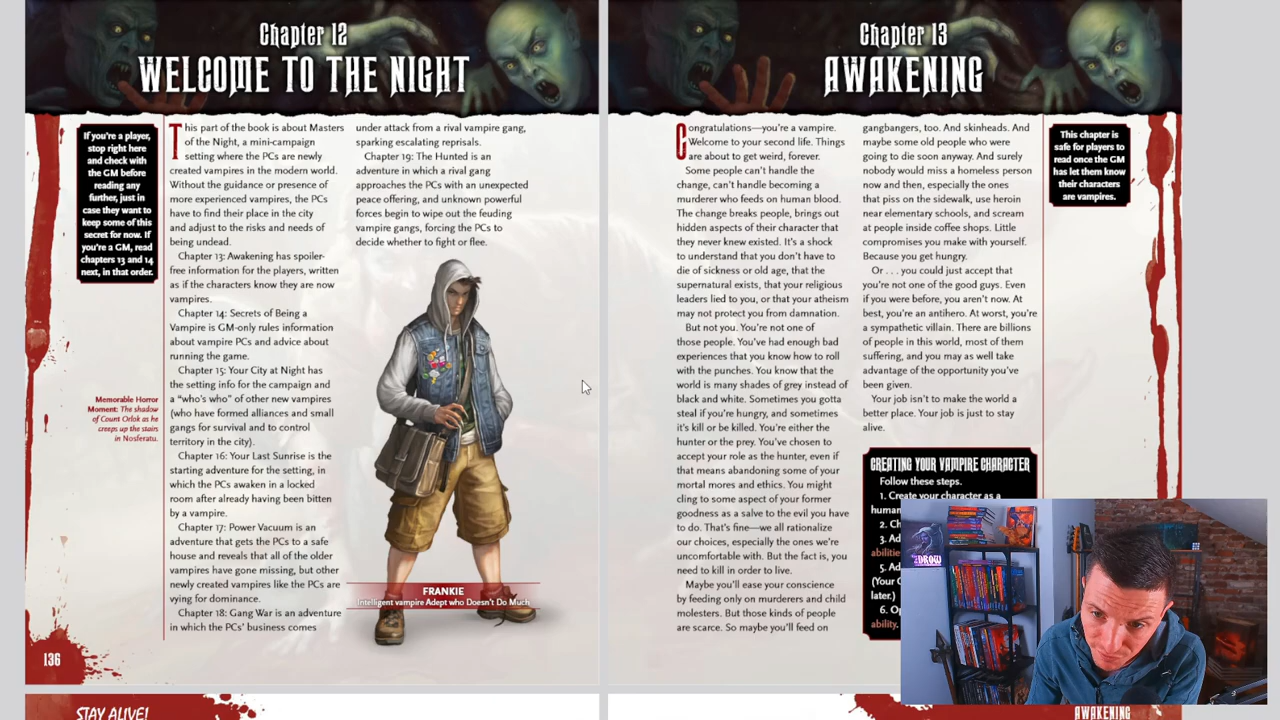 Chapter 12
WELCOME TO THE NIGHT
If you're a player,
stop right here
and check with
the GM before
reading any
further, just in
case they want to
keep some of this
secret for now. If
you're a GM, read
chapters 13 and 14
next, in that order.
Memorable Horror
Moment: The shadow
of Count Orlok as he
creeps up the stairs
in Nosferatu.
This part of the book is about Masters
of the Night, a mini-campaign
setting where the PCs are newly
created vampires in the modern world.
Without the guidance or presence of
more experienced vampires, the PCs
have to find their place in the city
and adjust to the risks and needs of
being undead.
Chapter 13: Awakening has spoiler-
free information for the players, written
as if the characters know they are now
vampires.
Chapter 14: Secrets of Being a
Vampire is GM-only rules information
about vampire PCs and advice about
running the game.
Chapter 15: Your City at Night has
the setting info for the campaign and
a "who's who" of other new vampires
(who have formed alliances and small
gangs for survival and to control
territory in the city).
Chapter 16: Your Last Sunrise is the
starting adventure for the setting, in
which the PCs awaken in a locked
room after already having been bitten
by a vampire.
Chapter 17: Power Vacuum is an
adventure that gets the PCs to a safe
house and reveals that all of the older
vampires have gone missing, but other
newly created vampires like the PCs are
vying for dominance.
Chapter 18: Gang War is an adventure
in which the PCs' business comes
under attack from a rival vampire gang,
sparking escalating reprisals.
Chapter 19: The Hunted is an
adventure in which a rival gang
approaches the PCs with an unexpected
peace offering, and unknown powerful
forces begin to wipe out the feuding
vampire gangs, forcing the PCs to
decide whether to fight or flee.
FRANKIE
Intelligent vampire Adept who Doesn't Do Much
136
STAY ALIVE!
Chapter 13
AWAKENING
Congratulations—you're a vampire.
Welcome to your second life. Things
are about to get weird, forever.
Some people can't handle the
change, can't handle becoming a
murderer who feeds on human blood.
The change breaks people, brings out
hidden aspects of their character that
they never knew existed. It's a shock
to understand that you don't have to
die of sickness or old age, that the
supernatural exists, that your religious
leaders lied to you, or that your atheism
may not protect you from damnation.
But not you. You're not one of
those people. You've had enough bad
experiences that you know how to roll
with the punches. You know that the
world is many shades of grey instead of
black and white. Sometimes you gotta
steal if you're hungry, and sometimes
it's kill or be killed. You're either the
hunter or the prey. You've chosen to
accept your role as the hunter, even if
that means abandoning some of your
mortal mores and ethics. You might
cling to some aspect of your former
goodness as a salve to the evil you have
to do. That's fine—we all rationalize
our choices, especially the ones we're
uncomfortable with. But the fact is, you
need to kill in order to live.
Maybe you'll ease your conscience
by feeding only on murderers and child
molesters. But those kinds of people
are scarce. So maybe you'll feed on
gangbangers, too. And skinheads. And
maybe some old people who were
going to die soon anyway. And surely
nobody would miss a homeless person
now and then, especially the ones
that piss on the sidewalk, use heroin
near elementary schools, and scream
at people inside coffee shops. Little
compromises you make with yourself.
Because you get hungry.
Or . . . you could just accept that
you're not one of the good guys. Even
if you were before, you aren't now. At
best, you're an antihero. At worst, you're
a sympathetic villain. There are billions
of people in this world, most of them
suffering, and you may as well take
advantage of the opportunity you've
been given.
Your job isn't to make the world a
better place. Your job is just to stay
alive.
CREATING YOUR VAMPIRE CHARACTER
Follow these steps.
1. Create your character as a
human
2. Ch
3. Ad
abilities
5. Ad
(Your C
later.)
6. Op
ability.
This chapter is
safe for players to
read once the GM
has let them know
their characters
are vampires.
DROW
AWAKENING